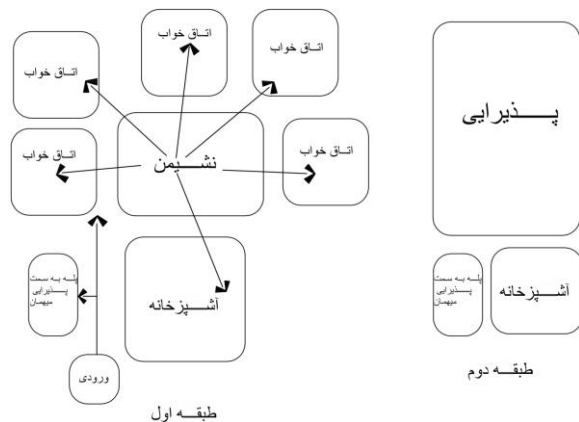 اتاق خواب
اتاق خواب
اتاق خواب
اتاق خواب
نشیمن
اتاق خواب
آشپزخانه
پله به سمت
پذیرایی
میهمان
ورودی
طبقه اول
پذیرایی
پله به سمت
پذیرایی
میهمان
آشپزخانه
طبقه دوم